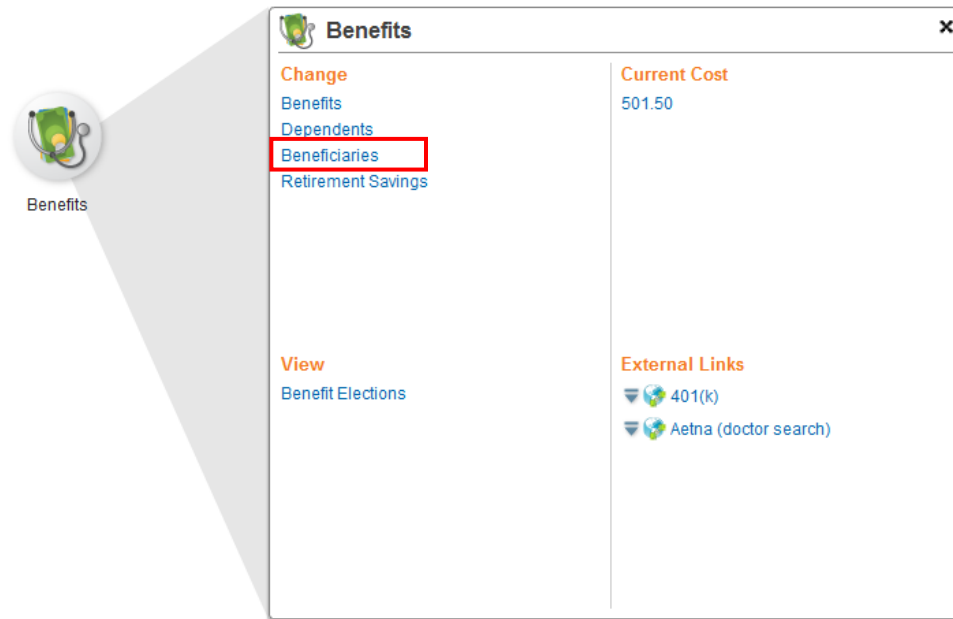 Benefits
Benefits
Change
Benefits
Dependents
Beneficiaries
Retirement Savings
Current Cost
501.50
View
Benefit Elections
External Links
401(k)
Aetna (doctor search)